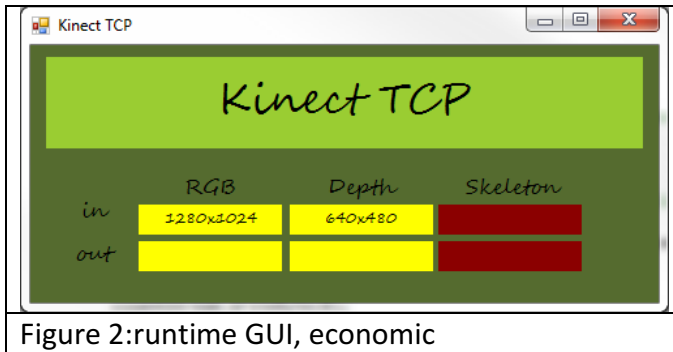 Kinect TCP
Kinect TCP
RGB Depth Skeleton
in 1280x1024 640x480
out
Figure 2:runtime GUI, economic